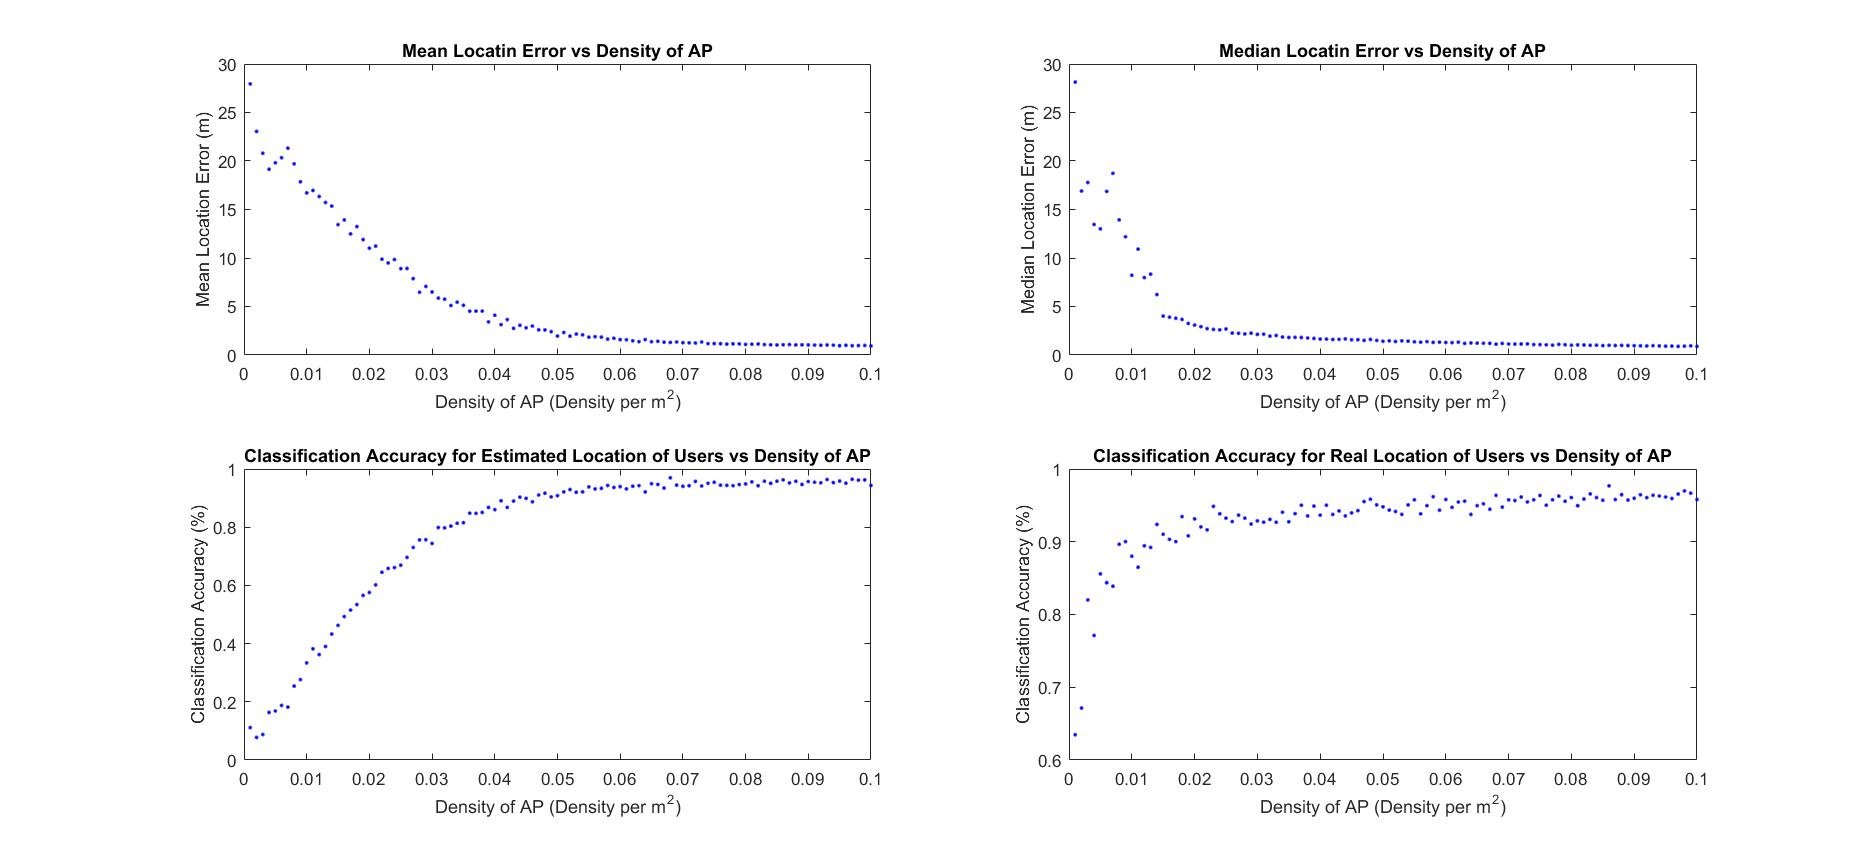 Mean Locatin Error vs Density of AP
30
25
20
15
10
5
0
Mean Location Error (m)
0 0.01 0.02 0.03 0.04 0.05 0.06 0.07 0.08 0.09 0.1
Density of AP (Density per m²)
Median Locatin Error vs Density of AP
30
25
20
15
10
5
0
Median Location Error (m)
0 0.01 0.02 0.03 0.04 0.05 0.06 0.07 0.08 0.09 0.1
Density of AP (Density per m²)
Classification Accuracy for Estimated Location of Users vs Density of AP
1
0.8
0.6
0.4
0.2
0
Classification Accuracy (%)
0 0.01 0.02 0.03 0.04 0.05 0.06 0.07 0.08 0.09 0.1
Density of AP (Density per m²)
Classification Accuracy for Real Location of Users vs Density of AP
1
0.9
0.8
0.7
0.6
Classification Accuracy (%)
0 0.01 0.02 0.03 0.04 0.05 0.06 0.07 0.08 0.09 0.1
Density of AP (Density per m²)